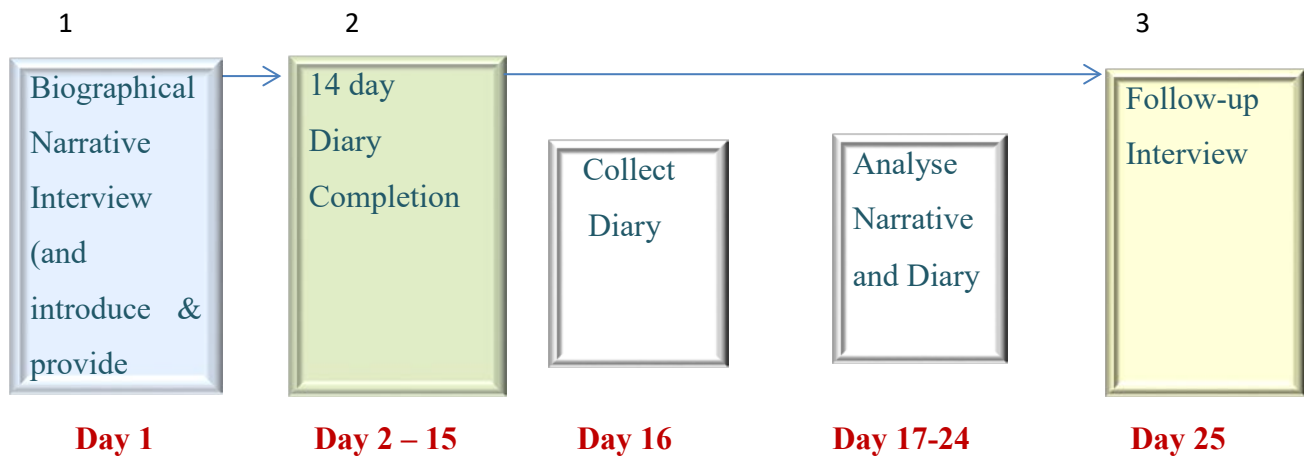 1
2
3
Biographical
Narrative
Interview
(and
introduce &
provide
14 day
Diary
Completion
Collect
Diary
Analyse
Narrative
and Diary
Follow-up
Interview
Day 1
Day 2 – 15
Day 16
Day 17-24
Day 25